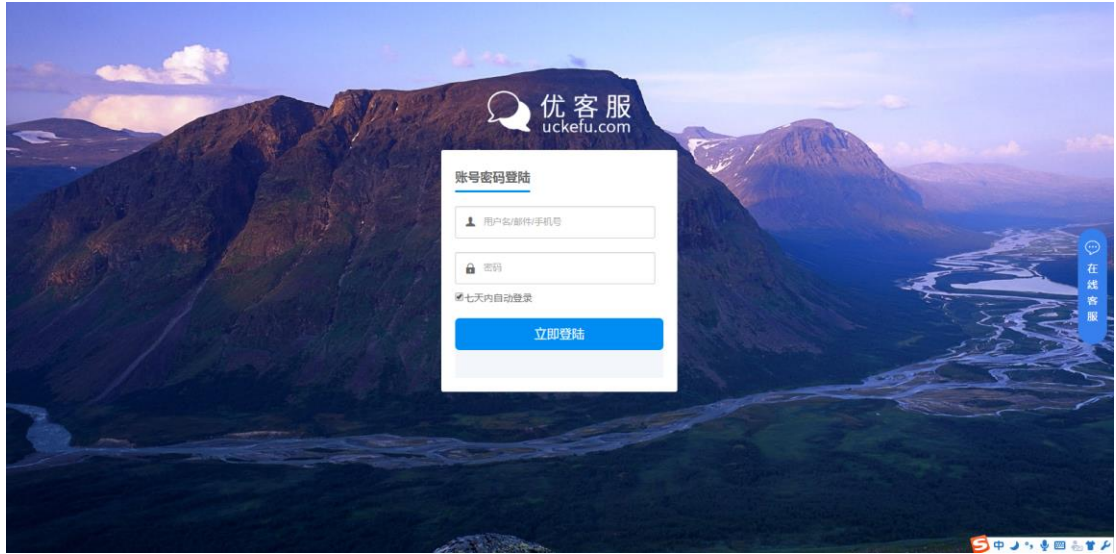 优客服
uckefu.com
账号密码登陆
用户名/邮件/手机号
密码
七天内自动登录
立即登陆
在线客服
中